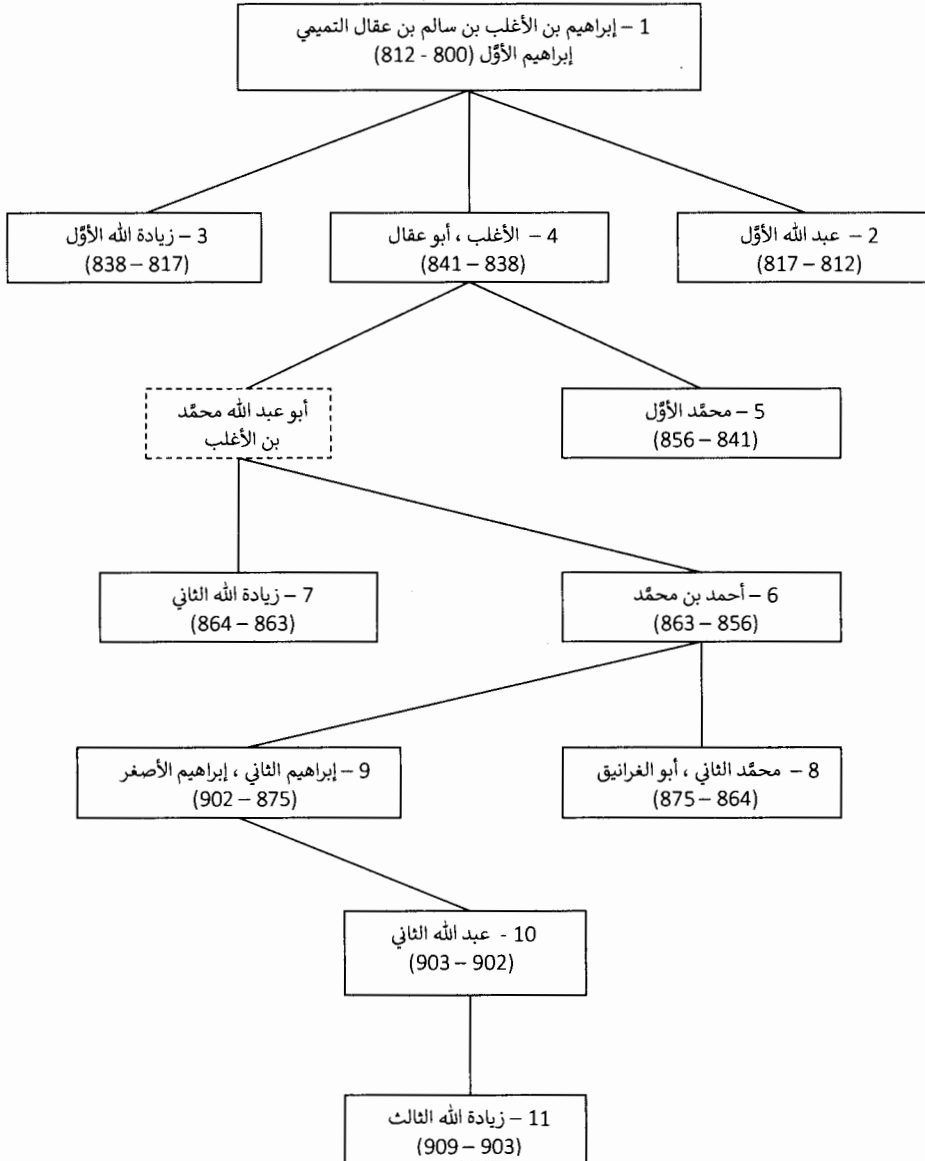 1 – إبراهيم بن الأغلب بن سالم بن عقال التميمي
إبراهيم الأوَّل (800 - 812)
2 – عبد الله الأوَّل
(812 – 817)
4 – الأغلب ، أبو عقال
(838 – 841)
3 – زيادة الله الأوَّل
(817 – 838)
5 – محمَّد الأوَّل
(841 – 856)
أبو عبد الله محمَّد
بن الأغلب
6 – أحمد بن محمَّد
(856 – 863)
7 – زيادة الله الثاني
(863 – 864)
8 – محمَّد الثاني ، أبو الغرانيق
(864 – 875)
9 – إبراهيم الثاني ، إبراهيم الأصغر
(875 – 902)
10 - عبد الله الثاني
(902 – 903)
11 – زيادة الله الثالث
(903 – 909)